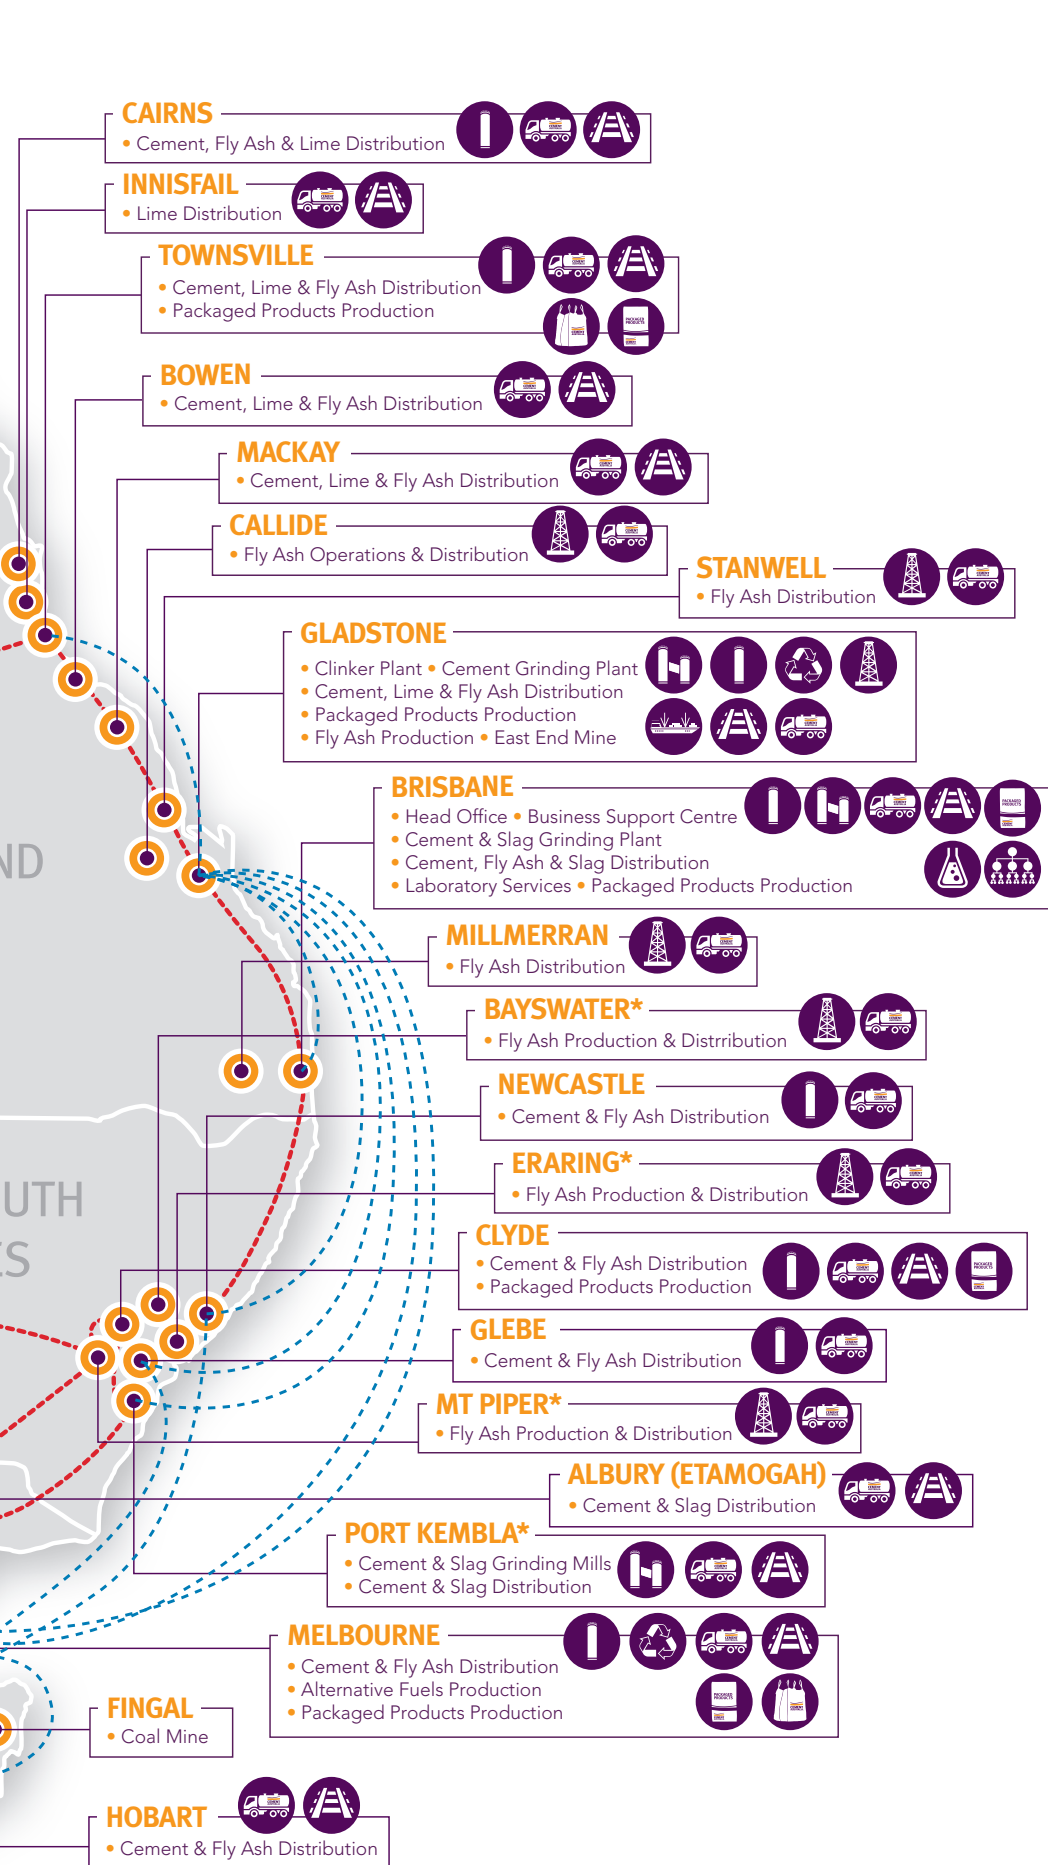 CAIRNS
• Cement, Fly Ash & Lime Distribution
INNISFAIL
• Lime Distribution
TOWNSVILLE
• Cement, Lime & Fly Ash Distribution
• Packaged Products Production
BOWEN
• Cement, Lime & Fly Ash Distribution
MACKAY
• Cement, Lime & Fly Ash Distribution
CALLIDE
• Fly Ash Operations & Distribution
STANWELL
• Fly Ash Distribution
GLADSTONE
• Clinker Plant • Cement Grinding Plant
• Cement, Lime & Fly Ash Distribution
• Packaged Products Production
• Fly Ash Production • East End Mine
BRISBANE
• Head Office • Business Support Centre
• Cement & Slag Grinding Plant
• Cement, Fly Ash & Slag Distribution
• Laboratory Services • Packaged Products Production
ND
MILLMERRAN
• Fly Ash Distribution
BAYSWATER*
• Fly Ash Production & Distrribution
NEWCASTLE
• Cement & Fly Ash Distribution
ERARING*
• Fly Ash Production & Distribution
UTH
ES
CLYDE
• Cement & Fly Ash Distribution
• Packaged Products Production
GLEBE
• Cement & Fly Ash Distribution
MT PIPER*
• Fly Ash Production & Distribution
ALBURY (ETAMOGAH)
• Cement & Slag Distribution
PORT KEMBLA*
• Cement & Slag Grinding Mills
• Cement & Slag Distribution
MELBOURNE
• Cement & Fly Ash Distribution
• Alternative Fuels Production
• Packaged Products Production
FINGAL
• Coal Mine
HOBART
• Cement & Fly Ash Distribution